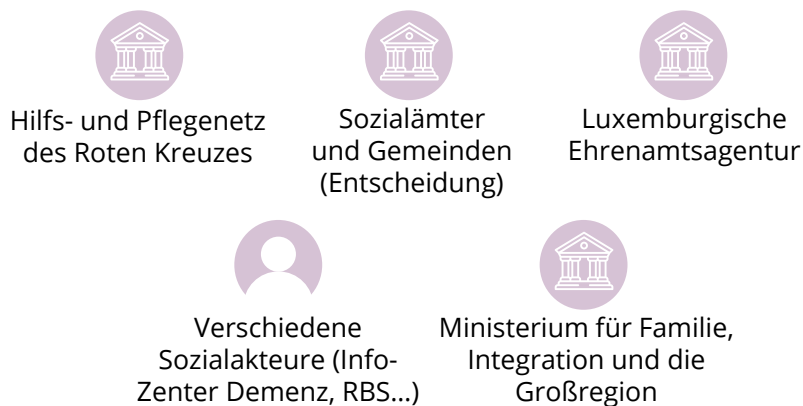 Hilfs- und Pflegenetz
des Roten Kreuzes
Sozialämter
und Gemeinden
(Entscheidung)
Luxemburgische
Ehrenamtsagentur
Verschiedene
Sozialakteure (Info-
Zenter Demenz, RBS...)
Ministerium für Familie,
Integration und die
Großregion